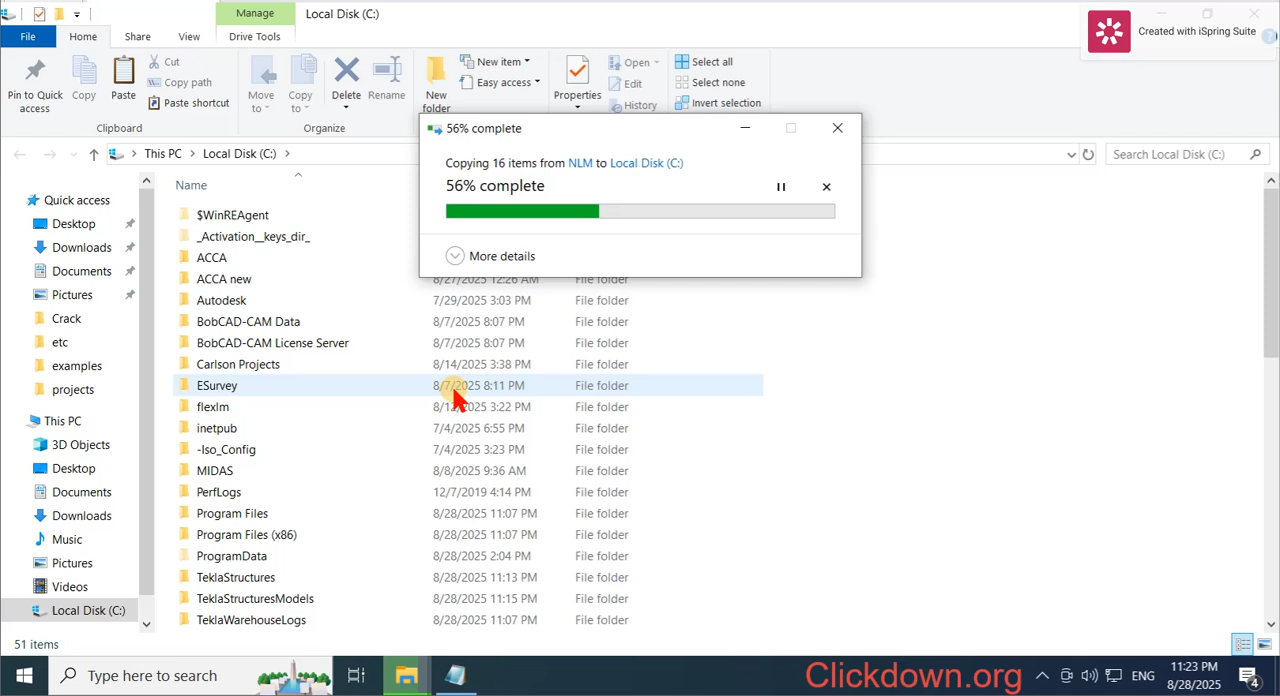 Manage
Local Disk (C:)
Created with iSpring Suite
File
Home
Share
View
Drive Tools
Pin to Quick access
Copy
Paste
Cut
Copy path
Paste shortcut
Clipboard
Move to
Copy to
Delete
Rename
Organize
New folder
New item
Easy access
Properties
Open
Edit
History
Select all
Select none
Invert selection
56% complete
Copying 16 items from NLM to Local Disk (C:)
56% complete
More details
This PC > Local Disk (C:) >
Search Local Disk (C:)
Quick access
Desktop
Downloads
Documents
Pictures
Crack
etc
examples
projects
This PC
3D Objects
Desktop
Documents
Downloads
Music
Pictures
Videos
Local Disk (C:)
Name
$WinREAgent
_Activation__keys_dir_
ACCA
ACCA new 8/27/2025 12:26 AM File folder
Autodesk 7/29/2025 3:03 PM File folder
BobCAD-CAM Data 8/7/2025 8:07 PM File folder
BobCAD-CAM License Server 8/7/2025 8:07 PM File folder
Carlson Projects 8/14/2025 3:38 PM File folder
ESurvey 8/7/2025 8:11 PM File folder
flexlm 8/12/2025 3:22 PM File folder
inetpub 7/4/2025 6:55 PM File folder
-Iso_Config 7/4/2025 3:23 PM File folder
MIDAS 8/8/2025 9:36 AM File folder
PerfLogs 12/7/2019 4:14 PM File folder
Program Files 8/28/2025 11:07 PM File folder
Program Files (x86) 8/28/2025 11:07 PM File folder
ProgramData 8/28/2025 2:04 PM File folder
TeklaStructures 8/28/2025 11:13 PM File folder
TeklaStructuresModels 8/28/2025 11:15 PM File folder
TeklaWarehouseLogs 8/28/2025 11:07 PM File folder
51 items
Type here to search
Clickdown.org
ENG
11:23 PM
8/28/2025
4